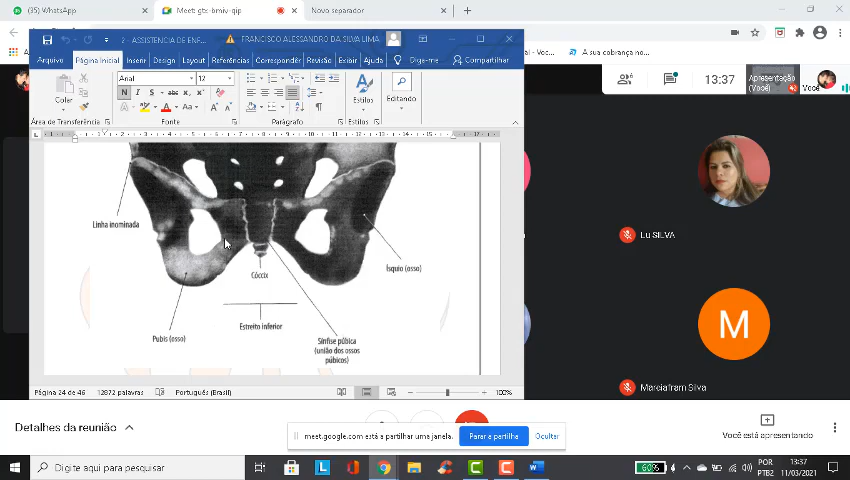 (35) WhatsApp
Meet: gtx-bmiv-qip
Novo separador
- Voc...
A sua cobrança no...
2 - ASSISTENCIA DE ENF...
FRANCISCO ALESSANDRO DA SILVA LIMA
Arquivo
Página Inicial
Inserir
Design
Layout
Referências
Correspondêr
Revisão
Exibir
Ajuda
Diga-me
Compartilhar
Colar
Arial
12
N I S
Estilos
Editando
Área de Transferência
Fonte
Parágrafo
Estilos
13:37
Apresentação
(Você)
Você
Linha inominada
Ísquio (osso)
Cóccix
Estreito inferior
Pubis (osso)
Sínfise púbica
(união dos ossos
púbicos)
Lu SILVA
M
Marciafram Silva
Página 24 de 46
12872 palavras
Português (Brasil)
100%
Detalhes da reunião
meet.google.com está a partilhar uma janela.
Parar a partilha
Ocultar
Você está apresentando
Digite aqui para pesquisar
60%
POR
PTB2
13:37
11/03/2021